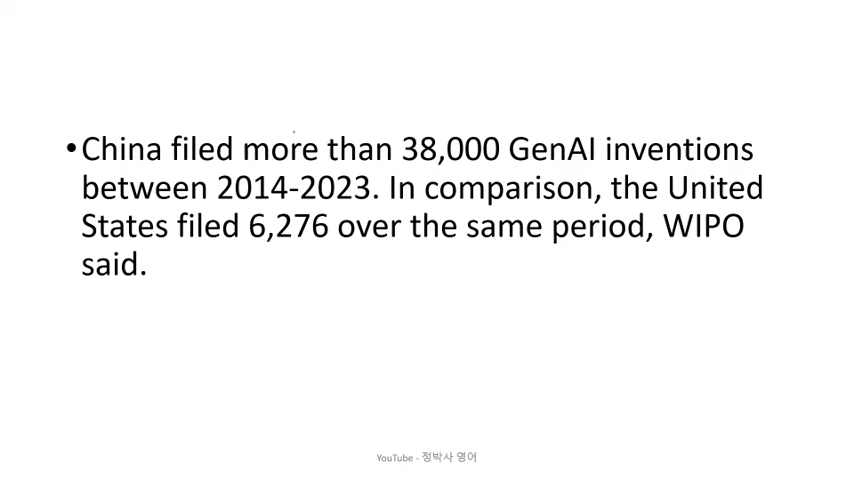 •China filed more than 38,000 GenAI inventions
between 2014-2023. In comparison, the United
States filed 6,276 over the same period, WIPO
said.
YouTube - 정박사 영어